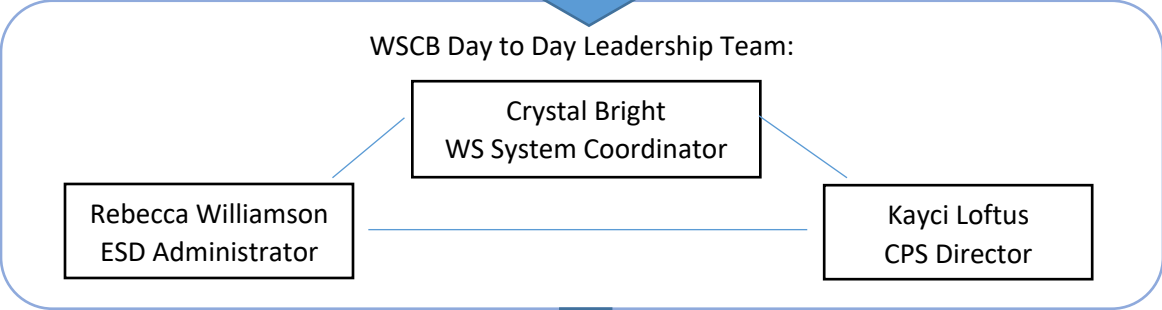 WSCB Day to Day Leadership Team:
Crystal Bright
WS System Coordinator
Rebecca Williamson
ESD Administrator
Kayci Loftus
CPS Director